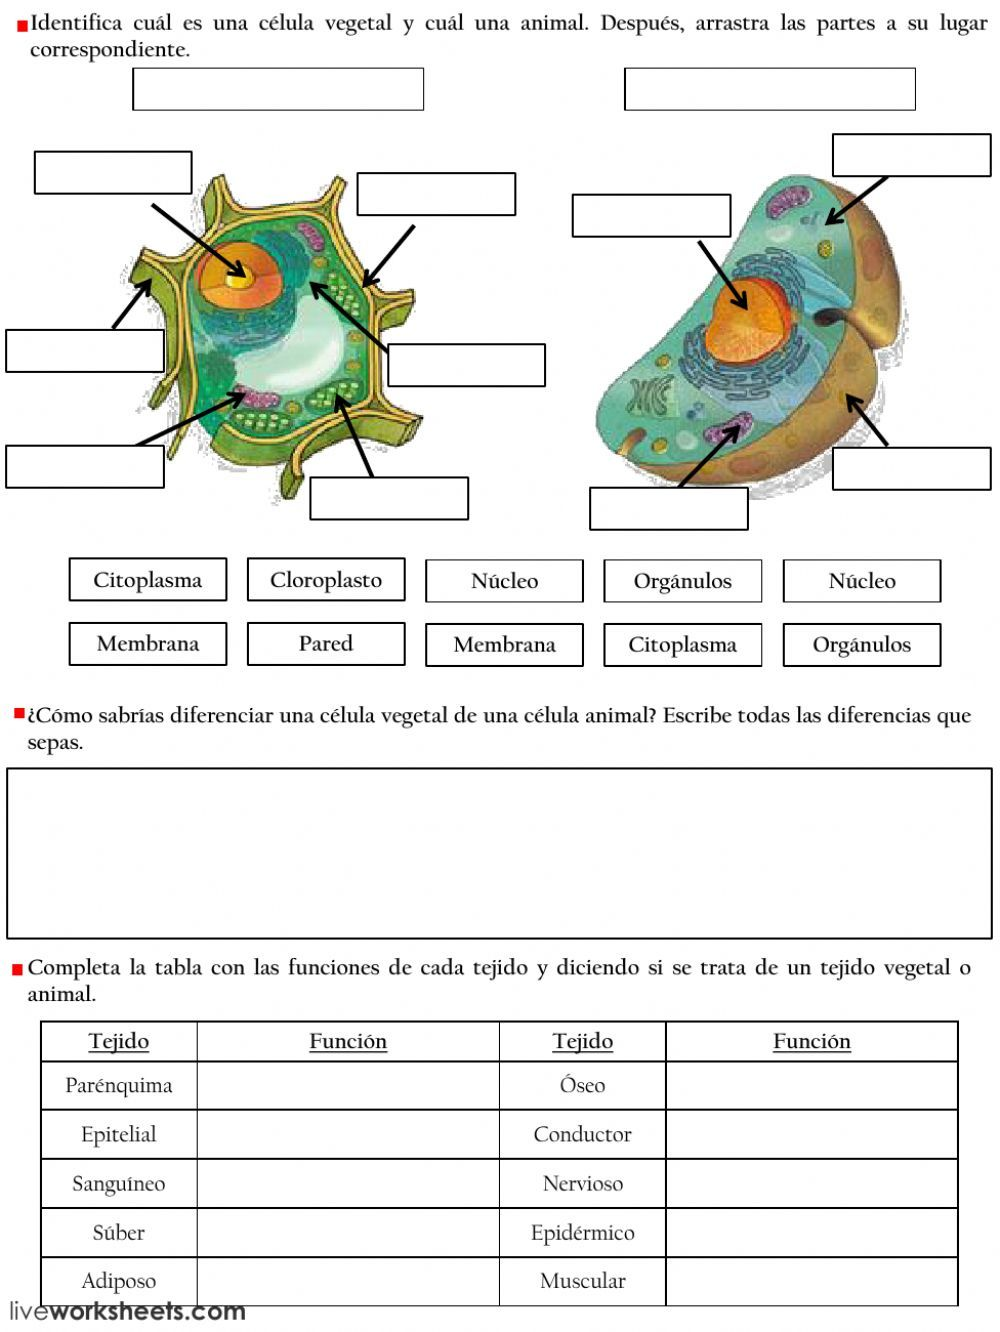 Identifica cuál es una célula vegetal y cuál una animal. Después, arrastra las partes a su lugar
correspondiente.
Citoplasma Cloroplasto Núcleo Orgánulos Núcleo
Membrana Pared Membrana Citoplasma Orgánulos
¿Cómo sabrías diferenciar una célula vegetal de una célula animal? Escribe todas las diferencias que
sepas.
Completa la tabla con las funciones de cada tejido y diciendo si se trata de un tejido vegetal o
animal.
Tejido Función Tejido Función
Parénquima Óseo
Epitelial Conductor
Sanguíneo Nervioso
Súber Epidérmico
Adiposo Muscular
liveworksheets.com